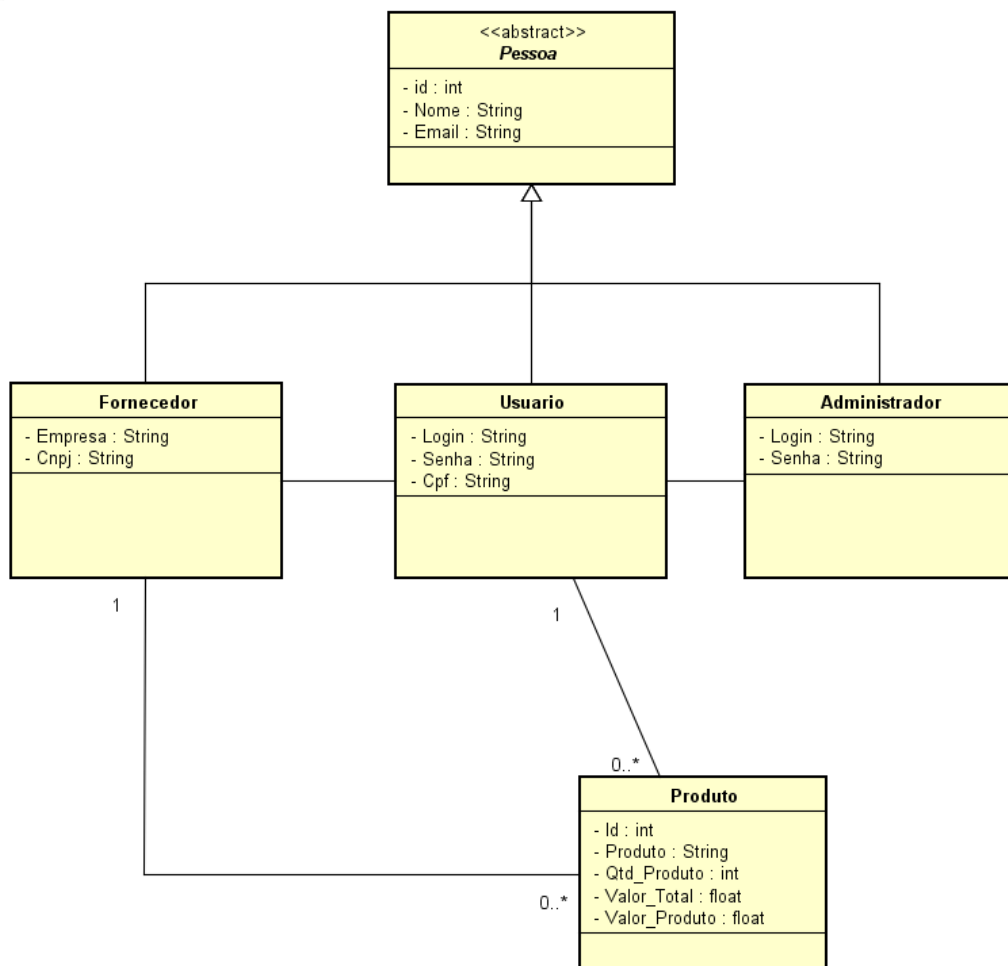 <<abstract>>
Pessoa
- id : int
- Nome : String
- Email : String
Fornecedor
- Empresa : String
- Cnpj : String
Usuario
- Login : String
- Senha : String
- Cpf : String
Administrador
- Login : String
- Senha : String
1
1
0..*
0..*
Produto
- Id : int
- Produto : String
- Qtd_Produto : int
- Valor_Total : float
- Valor_Produto : float